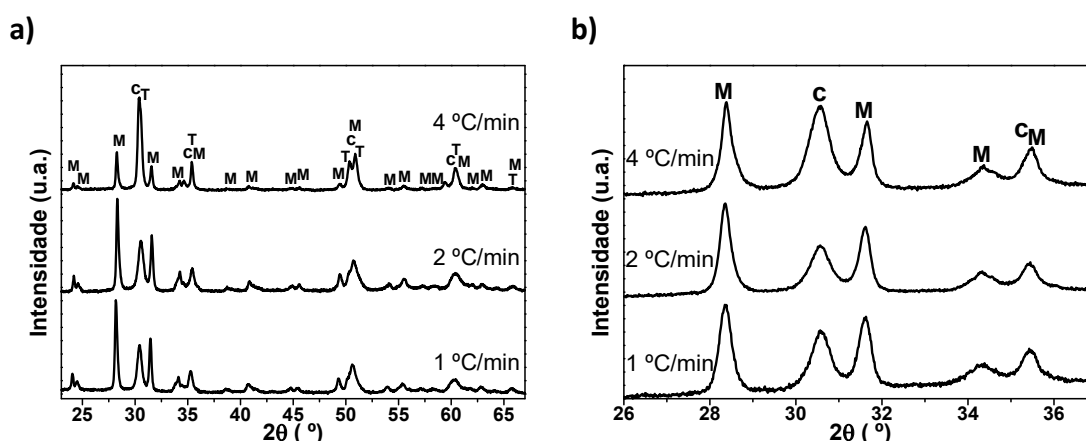 a)
Intensidade (u.a.)
M
M
M
c T
M
M
T
c M
M
M
M
M
M
T
M
c
T
M
M
M
M
T
c M
M
M
M
T
4 ºC/min
2 ºC/min
1 ºC/min
25 30 35 40 45 50 55 60 65
2θ ( º)
b)
Intensidade (u.a.)
M
c
M
M
c M
4 ºC/min
2 ºC/min
1 ºC/min
26 28 30 32 34 36
2θ ( º)